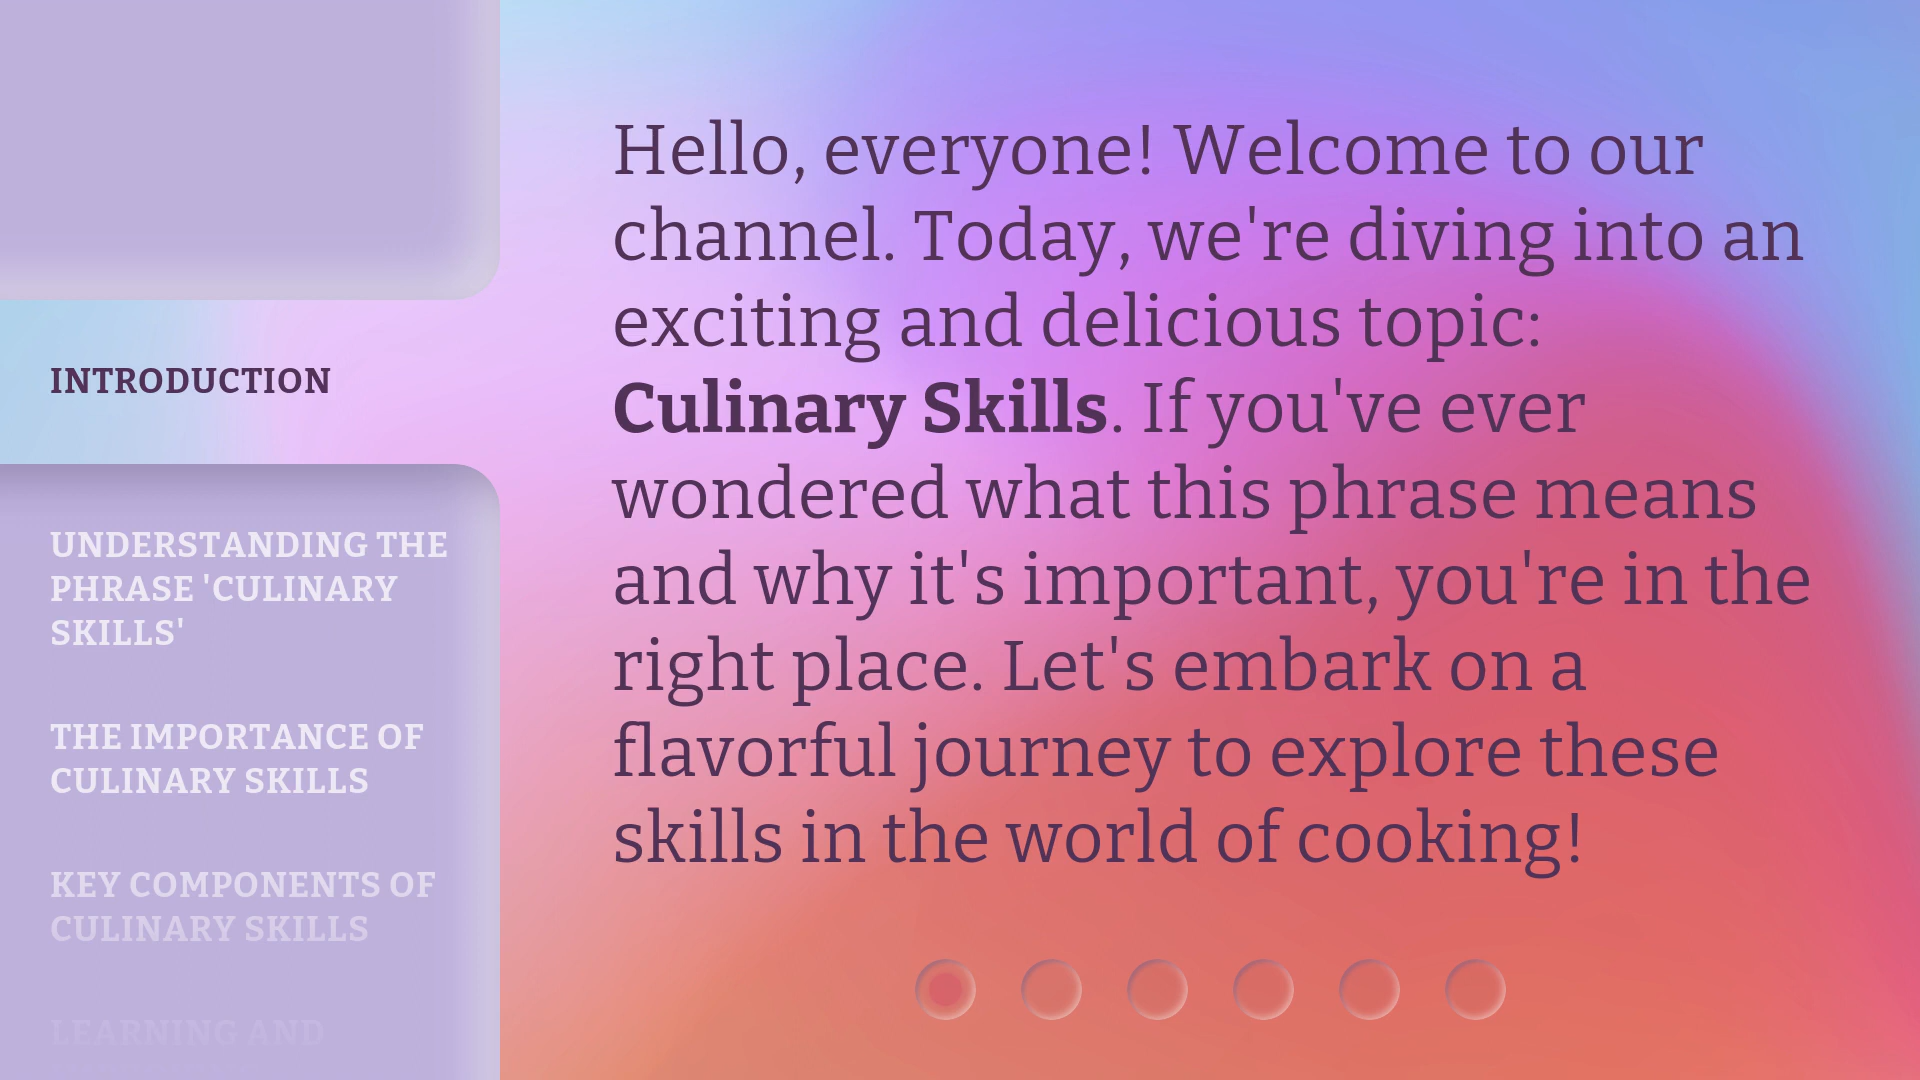 INTRODUCTION
UNDERSTANDING THE
PHRASE 'CULINARY
SKILLS'
THE IMPORTANCE OF
CULINARY SKILLS
KEY COMPONENTS OF
CULINARY SKILLS
LEARNING AND
Hello, everyone! Welcome to our
channel. Today, we're diving into an
exciting and delicious topic:
Culinary Skills. If you've ever
wondered what this phrase means
and why it's important, you're in the
right place. Let's embark on a
flavorful journey to explore these
skills in the world of cooking!